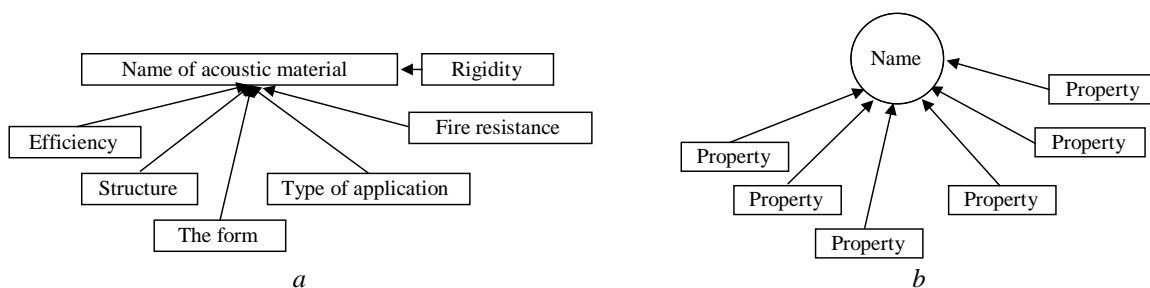 Name of acoustic material
Rigidity
Efficiency
Fire resistance
Structure
Type of application
The form
a
Name
Property
Property
Property
Property
Property
Property
b